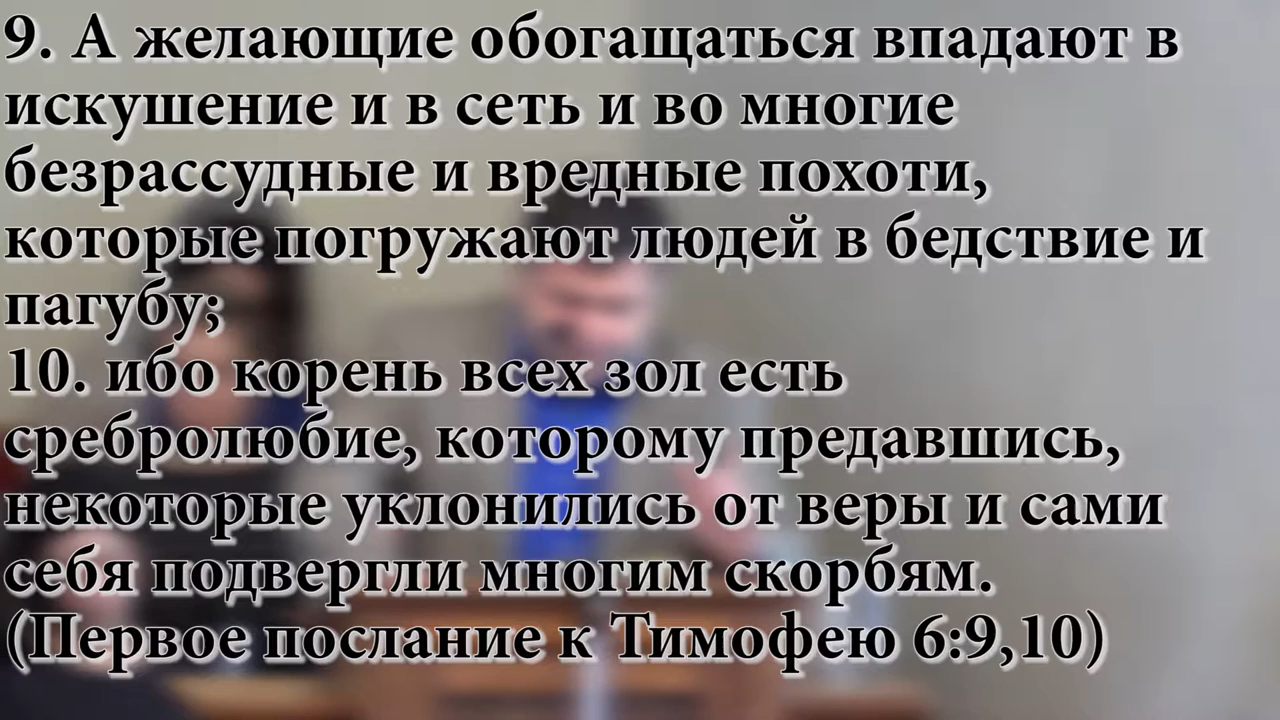 9. А желающие обогащаться впадают в
искушение и в сеть и во многие
безрассудные и вредные похоти,
которые погружают людей в бедствие и
пагубу;
10. ибо корень всех зол есть
сребролюбие, которому предавшись,
некоторые уклонились от веры и сами
себя подвергли многим скорбям.
(Первое послание к Тимофею 6:9,10)